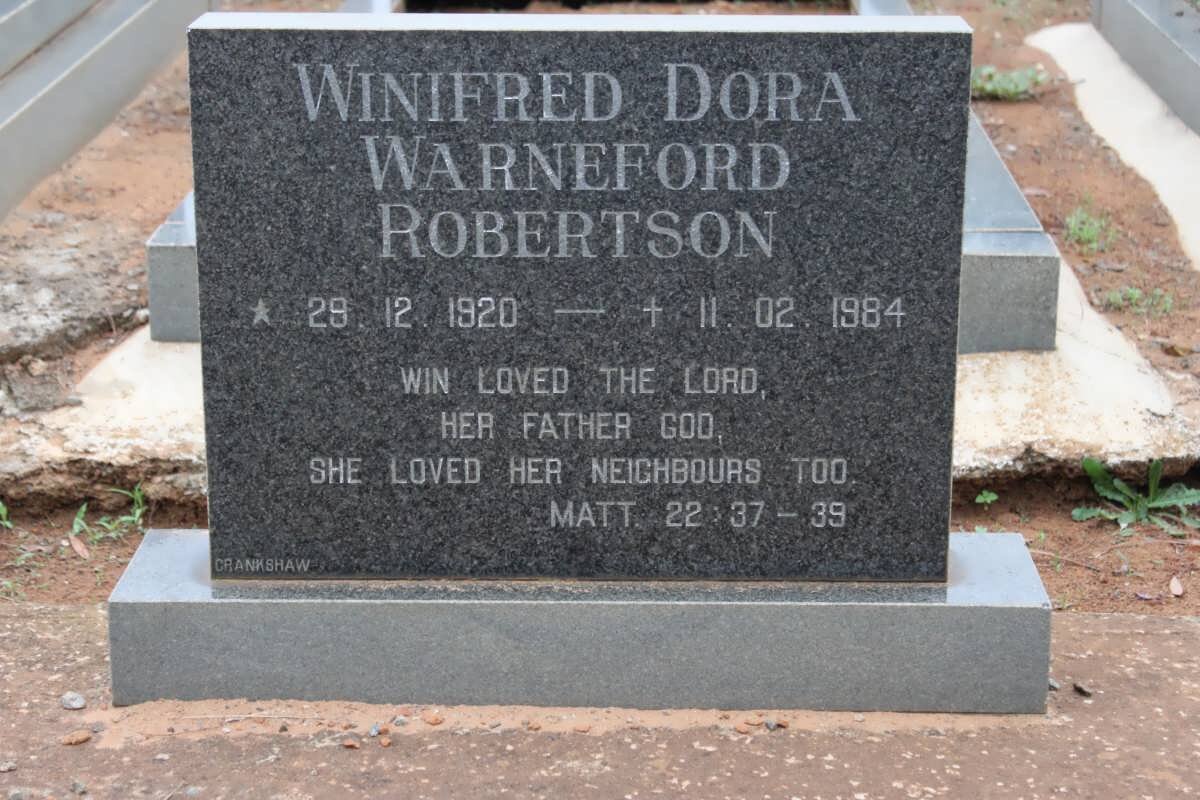 WINIFRED DORA
WARNEFORD
ROBERTSON
★ 29.12.1920 — † 11.02.1984
WIN LOVED THE LORD,
HER FATHER GOD,
SHE LOVED HER NEIGHBOURS TOO.
MATT. 22:37-39
CRANKSHAW